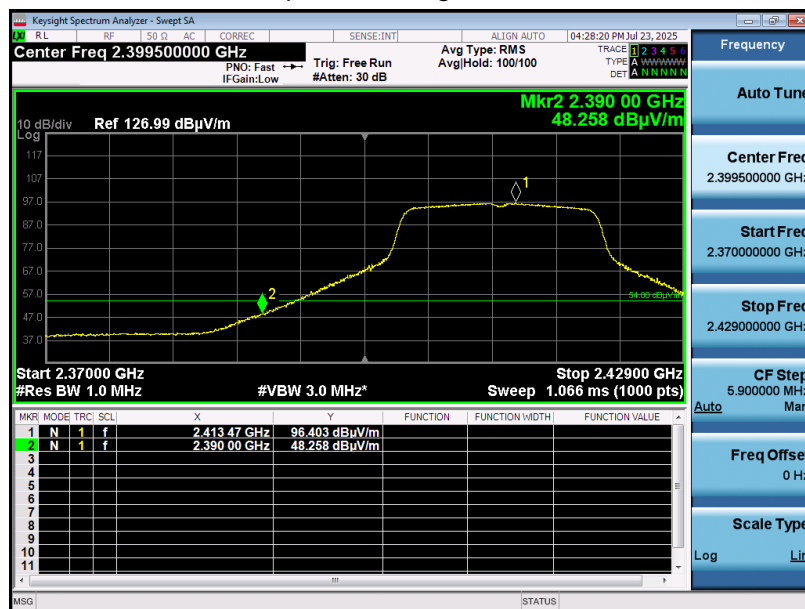 Keysight Spectrum Analyzer - Swept SA
LXI RL RF 50 Ω AC CORREC SENSE:INT ALIGN AUTO 04:28:20 PM Jul 23, 2025
Center Freq 2.399500000 GHz
PNO: Fast
IFGain:Low
Trig: Free Run
#Atten: 30 dB
Avg Type: RMS
Avg|Hold: 100/100
TRACE 1 2 3 4 5 6
TYPE A WWWWW
DET A N N N N N
Mkr2 2.390 00 GHz
48.258 dBµV/m
10 dB/div Ref 126.99 dBµV/m
Log
117
107
97.0
87.0
77.0
67.0
57.0
47.0
37.0
1
2
54.00 dBµV/m
Start 2.37000 GHz Stop 2.42900 GHz
#Res BW 1.0 MHz #VBW 3.0 MHz* Sweep 1.066 ms (1000 pts)
MKR MODE TRC SCL X Y FUNCTION FUNCTION WIDTH FUNCTION VALUE
1 N 1 f 2.413 47 GHz 96.403 dBµV/m
2 N 1 f 2.390 00 GHz 48.258 dBµV/m
3
4
5
6
7
8
9
10
11
MSG STATUS
Frequency
Auto Tune
Center Freq
2.399500000 GHz
Start Freq
2.370000000 GHz
Stop Freq
2.429000000 GHz
CF Step
5.900000 MHz
Auto Man
Freq Offset
0 Hz
Scale Type
Log Lin